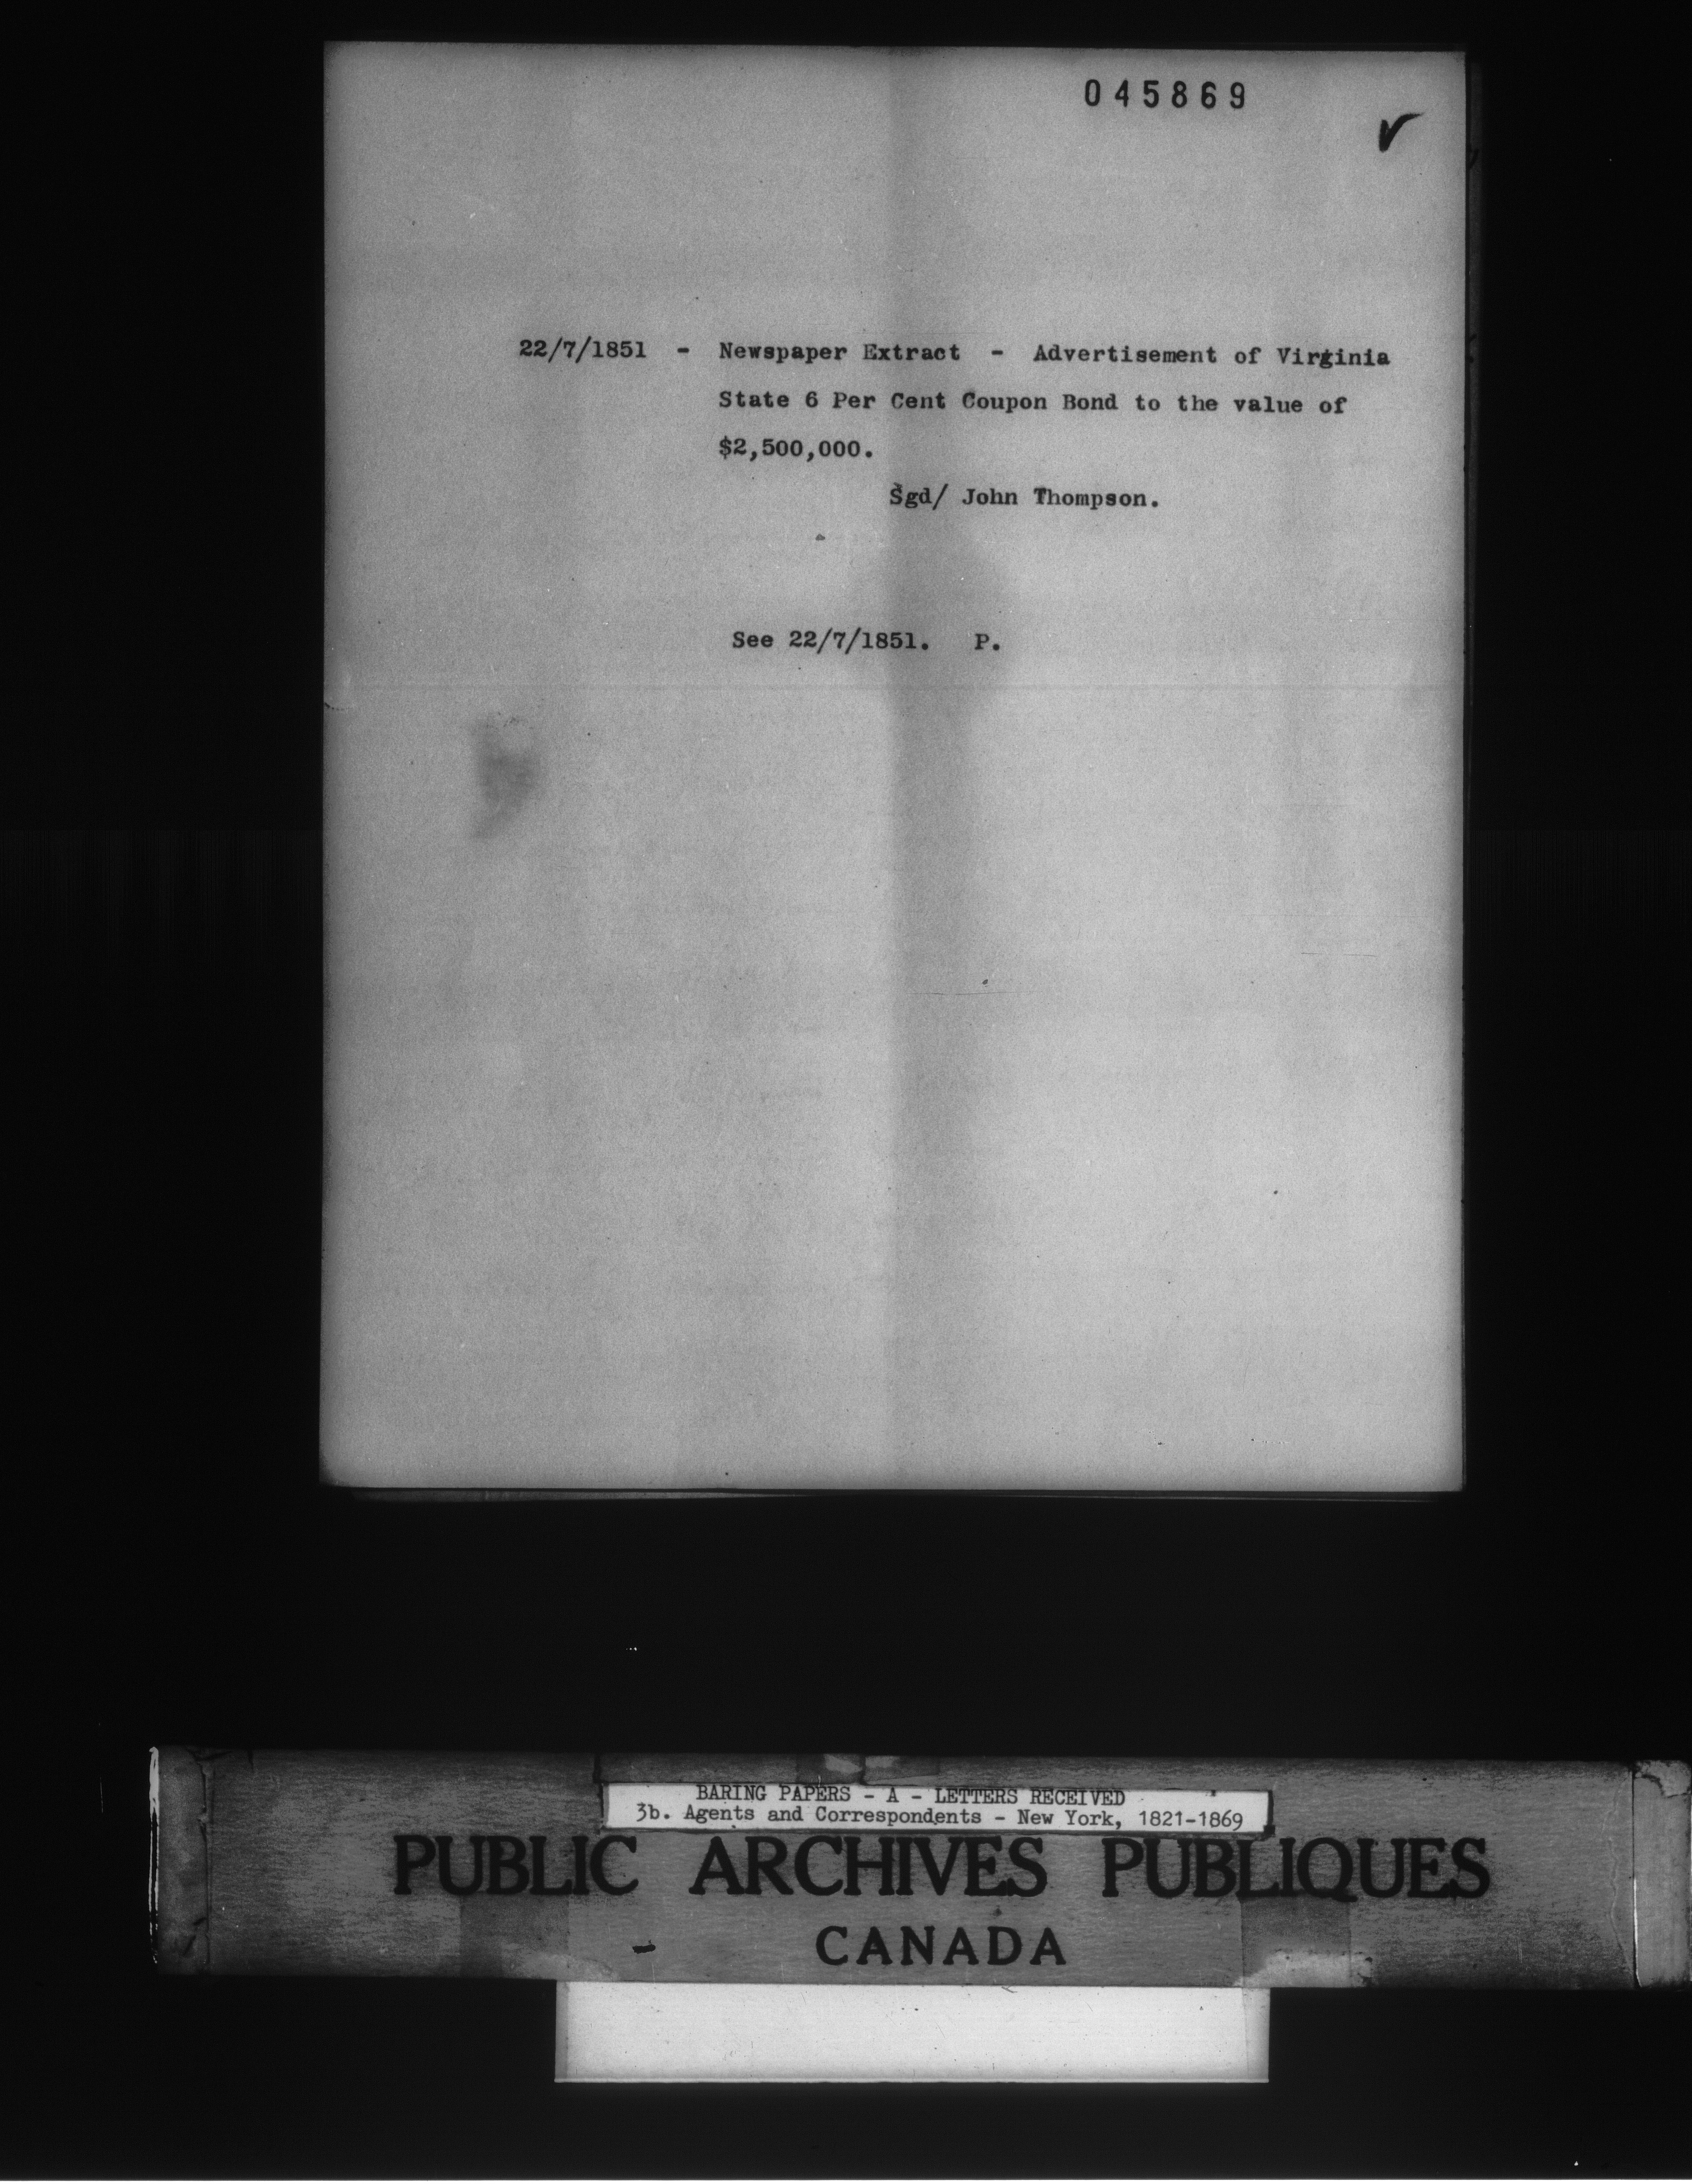 045869
22/7/1851 - Newspaper Extract - Advertisement of Virginia
State 6 Per Cent Coupon Bond to the value of
$2,500,000.
Sgd/ John Thompson.
See 22/7/1851. P.
BARING PAPERS - A - LETTERS RECEIVED
3b. Agents and Correspondents - New York, 1821-1869
PUBLIC ARCHIVES PUBLIQUES
CANADA